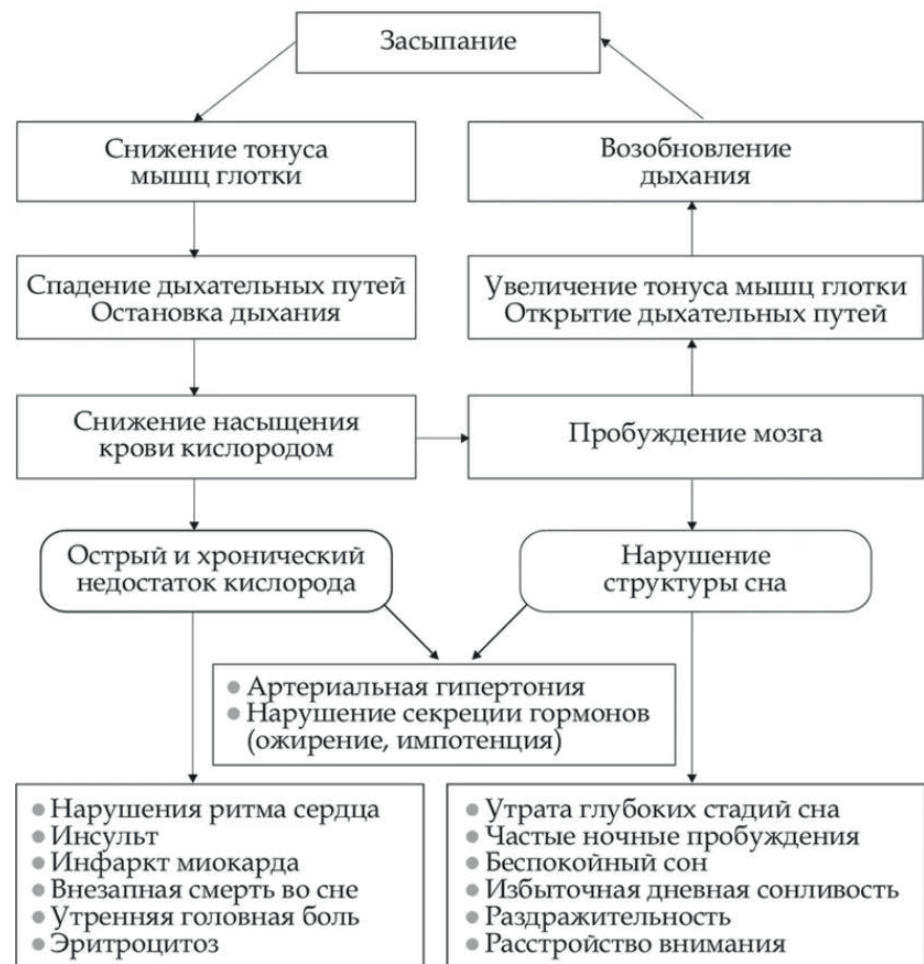 Засыпание
Снижение тонуса
мышц глотки
Возобновление
дыхания
Спадение дыхательных путей
Остановка дыхания
Увеличение тонуса мышц глотки
Открытие дыхательных путей
Снижение насыщения
крови кислородом
Пробуждение мозга
Острый и хронический
недостаток кислорода
Нарушение
структуры сна
● Артериальная гипертония
● Нарушение секреции гормонов
(ожирение, импотенция)
● Нарушения ритма сердца
● Инсульт
● Инфаркт миокарда
● Внезапная смерть во сне
● Утренняя головная боль
● Эритроцитоз
● Утрата глубоких стадий сна
● Частые ночные пробуждения
● Беспокойный сон
● Избыточная дневная сонливость
● Раздражительность
● Расстройство внимания